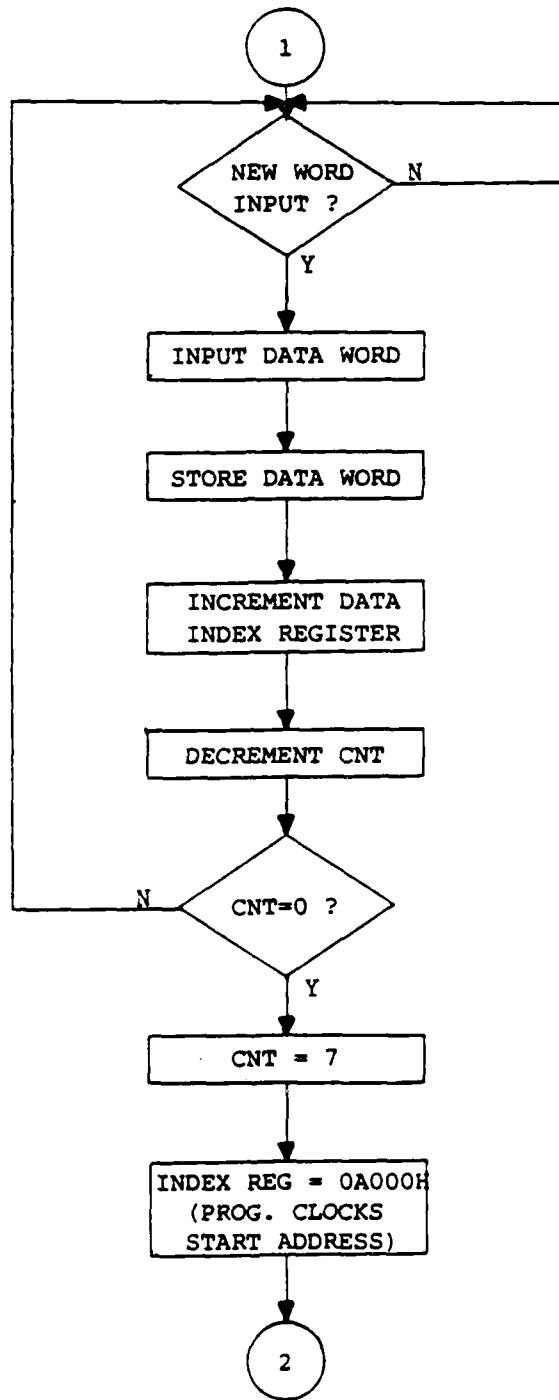 1
NEW WORD
INPUT ?
N
Y
INPUT DATA WORD
STORE DATA WORD
INCREMENT DATA
INDEX REGISTER
DECREMENT CNT
N
CNT=0 ?
Y
CNT = 7
INDEX REG = 0A000H
(PROG. CLOCKS
START ADDRESS)
2